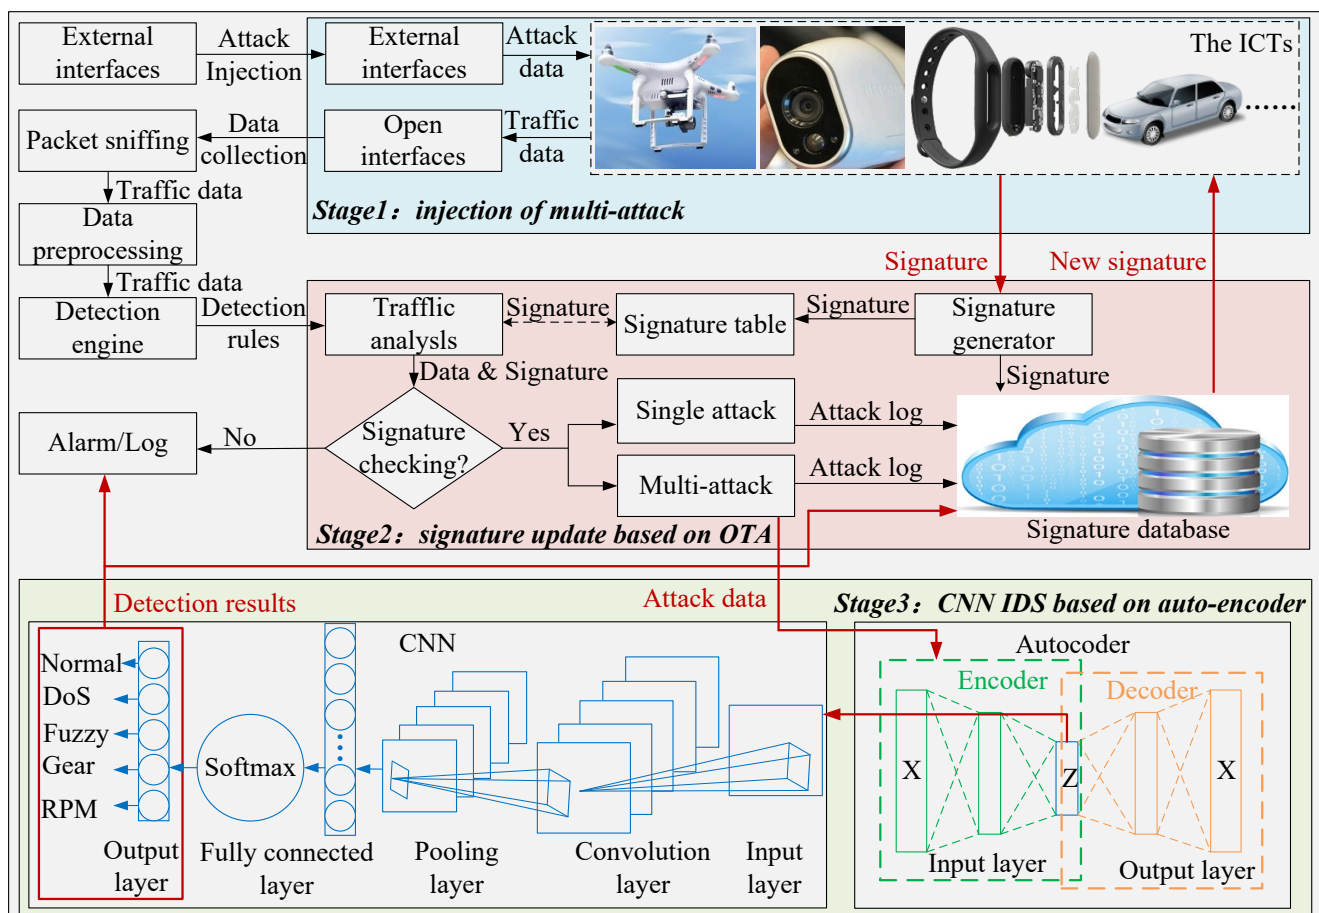 External
interfaces
Attack
Injection
External
interfaces
Attack
data
The ICTs
......
Packet sniffing
Data
collection
Open
interfaces
Traffic
data
Traffic data
Stage1：injection of multi-attack
Data
preprocessing
Signature
New signature
Traffic data
Detection
engine
Detection
rules
Trafflic
analysls
Signature
Signature table
Signature
Signature
generator
Data & Signature
Signature
Alarm/Log
No
Signature
checking?
Yes
Single attack
Attack log
Multi-attack
Attack log
Signature database
Stage2：signature update based on OTA
Detection results
Attack data
Stage3：CNN IDS based on auto-encoder
CNN
Autocoder
Encoder
Decoder
Normal
DoS
Fuzzy
Gear
RPM
Softmax
X
Z
X
Output
layer
Fully connected
layer
Pooling
layer
Convolution
layer
Input
layer
Input layer
Output layer